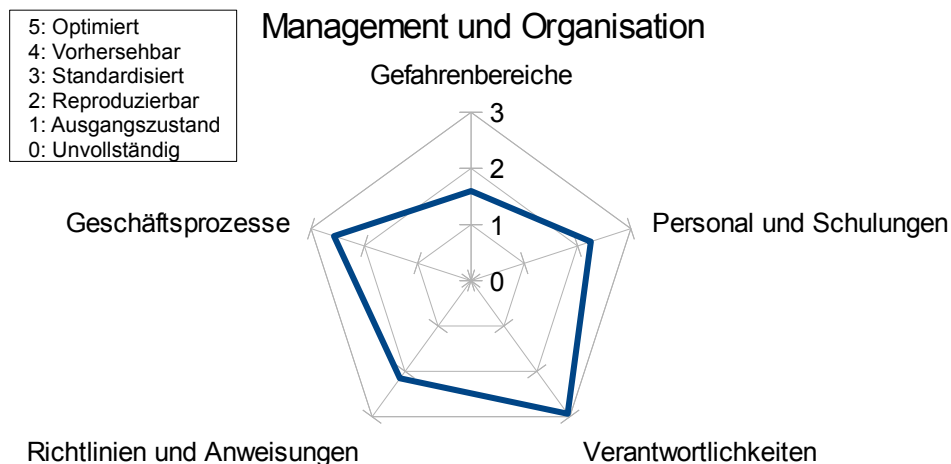 5: Optimiert
4: Vorhersehbar
3: Standardisiert
2: Reproduzierbar
1: Ausgangszustand
0: Unvollständig
Management und Organisation
Gefahrenbereiche
3
2
1
0
Geschäftsprozesse
Personal und Schulungen
Richtlinien und Anweisungen
Verantwortlichkeiten